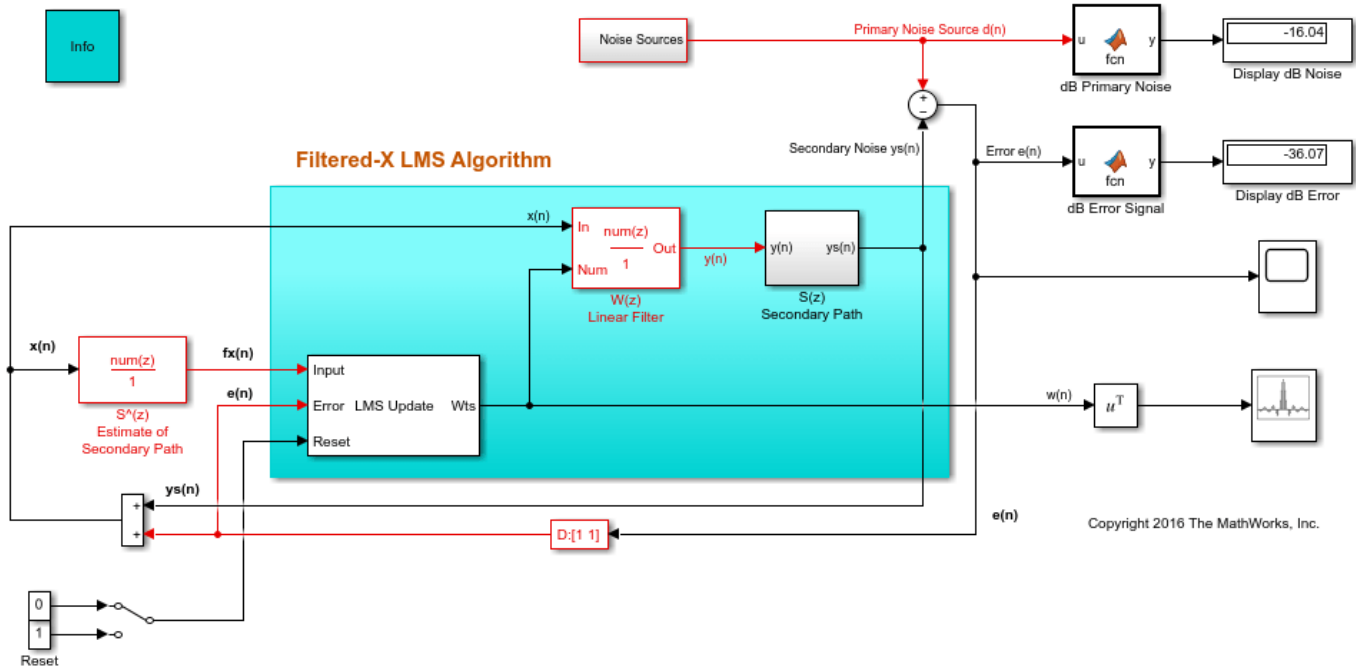 Info
Noise Sources
Primary Noise Source d(n)
u
fcn
y
dB Primary Noise
-16.04
Display dB Noise
+
−
Secondary Noise ys(n)
Error e(n)
u
fcn
y
dB Error Signal
-36.07
Display dB Error
Filtered-X LMS Algorithm
x(n)
In
Num
num(z)
1
Out
W(z)
Linear Filter
y(n)
y(n)
ys(n)
S(z)
Secondary Path
x(n)
num(z)
1
S^(z)
Estimate of
Secondary Path
fx(n)
e(n)
Input
Error
LMS Update
Wts
Reset
w(n)
uT
ys(n)
+
+
D:[1 1]
e(n)
Copyright 2016 The MathWorks, Inc.
0
1
Reset